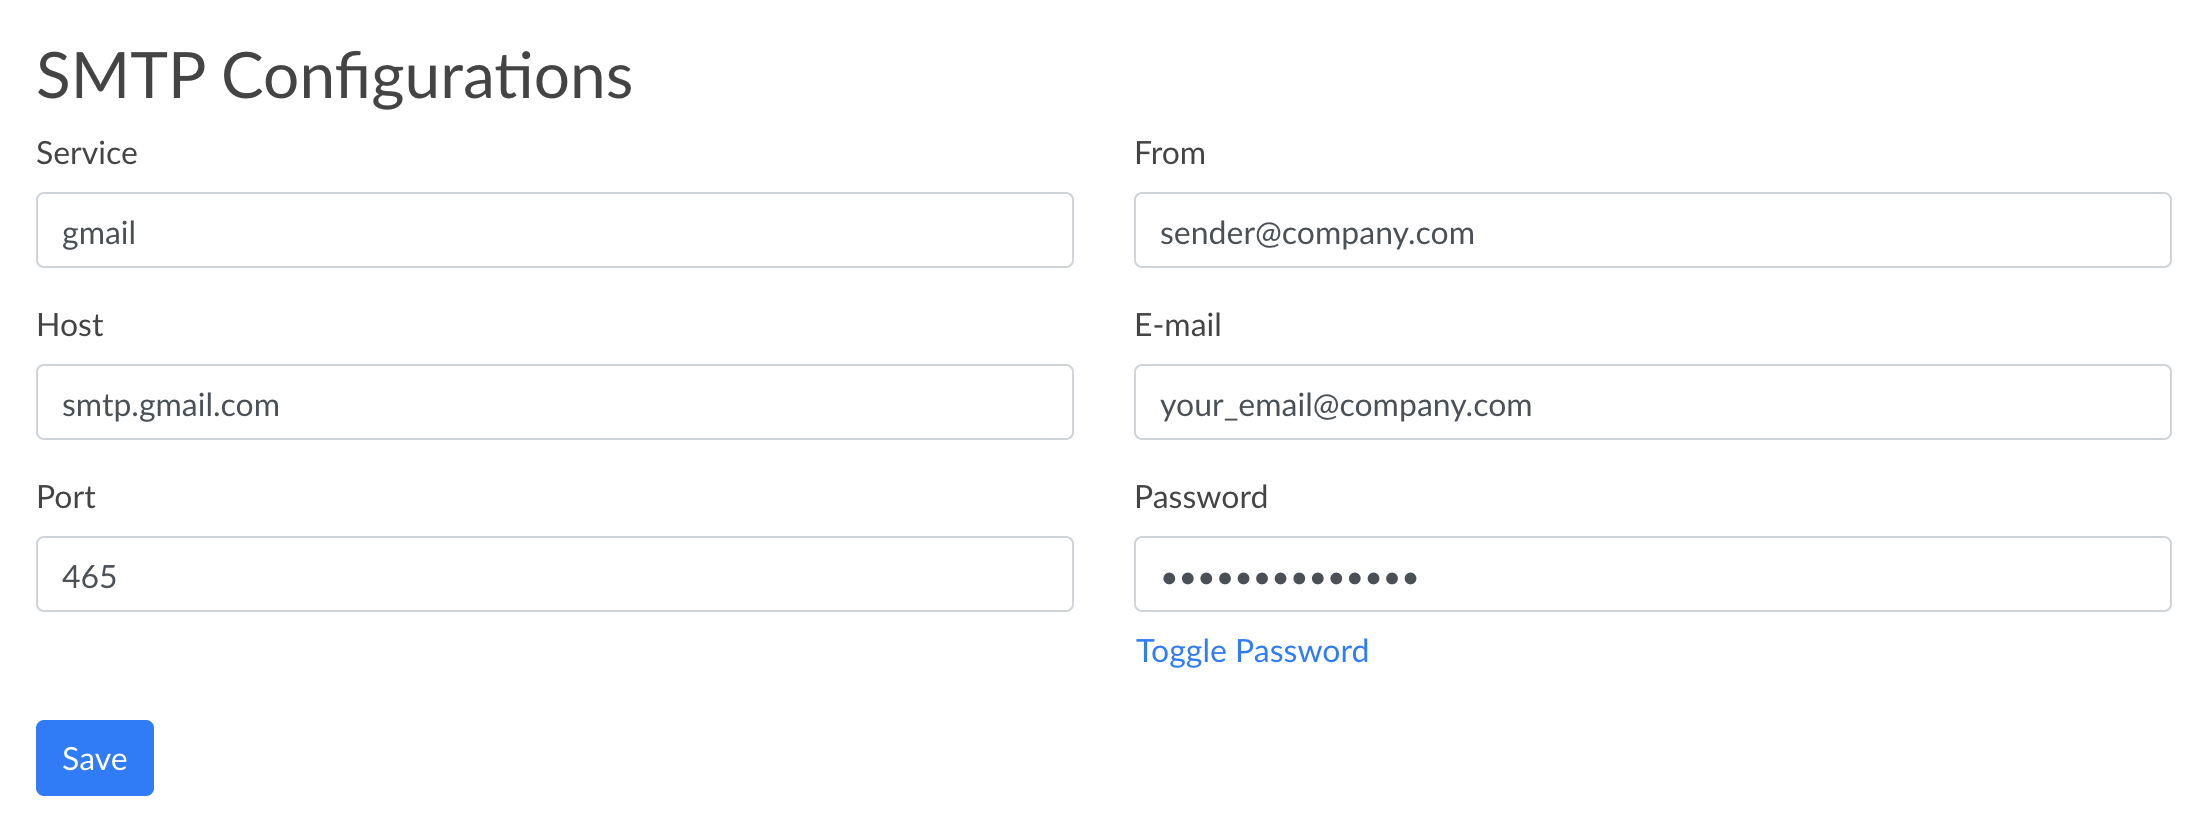 SMTP Configurations
Service
gmail
From
sender@company.com
Host
smtp.gmail.com
E-mail
your_email@company.com
Port
465
Password
••••••••••••••
Toggle Password
Save